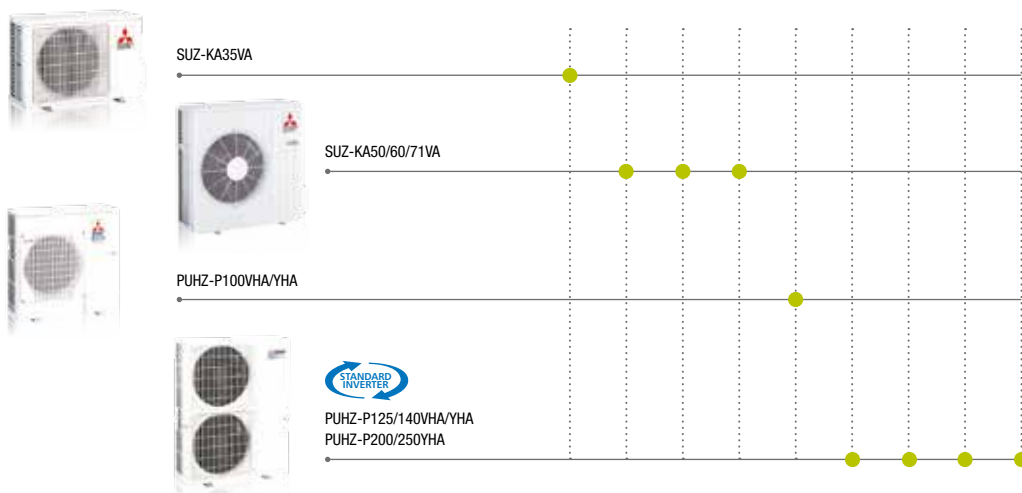 SUZ-KA35VA
SUZ-KA50/60/71VA
PUHZ-P100VHA/YHA
STANDARD
INVERTER
PUHZ-P125/140VHA/YHA
PUHZ-P200/250YHA